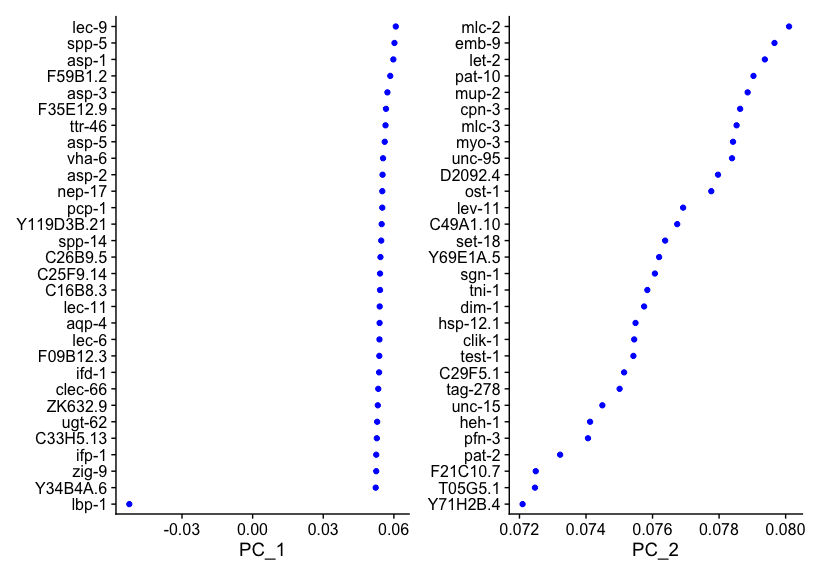 lec-9
spp-5
asp-1
F59B1.2
asp-3
F35E12.9
ttr-46
asp-5
vha-6
asp-2
nep-17
pcp-1
Y119D3B.21
spp-14
C26B9.5
C25F9.14
C16B8.3
lec-11
aqp-4
lec-6
F09B12.3
ifd-1
clec-66
ZK632.9
ugt-62
C33H5.13
ifp-1
zig-9
Y34B4A.6
lbp-1
-0.03 0.00 0.03 0.06
PC_1
mlc-2
emb-9
let-2
pat-10
mup-2
cpn-3
mlc-3
myo-3
unc-95
D2092.4
ost-1
lev-11
C49A1.10
set-18
Y69E1A.5
sgn-1
tni-1
dim-1
hsp-12.1
clik-1
test-1
C29F5.1
tag-278
unc-15
heh-1
pfn-3
pat-2
F21C10.7
T05G5.1
Y71H2B.4
0.072 0.074 0.076 0.078 0.080
PC_2